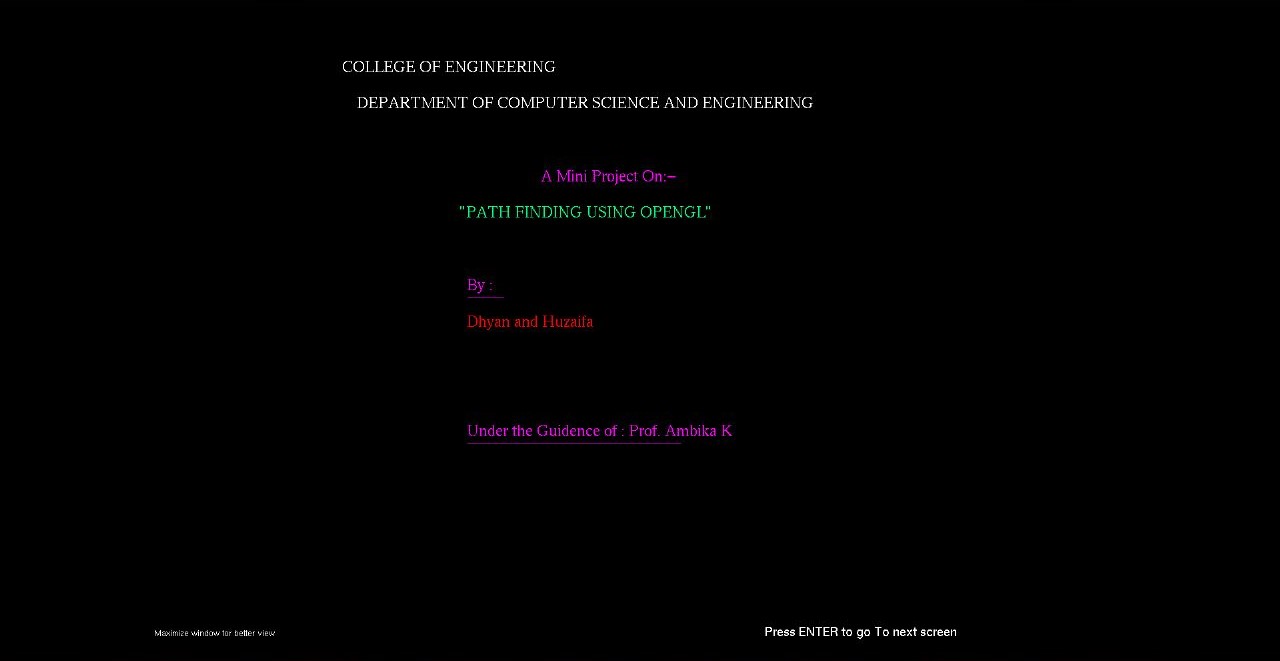 COLLEGE OF ENGINEERING
DEPARTMENT OF COMPUTER SCIENCE AND ENGINEERING
A Mini Project On:-
"PATH FINDING USING OPENGL"
By :
Dhyan and Huzaifa
Under the Guidence of : Prof. Ambika K
Maximize window for better view
Press ENTER to go To next screen